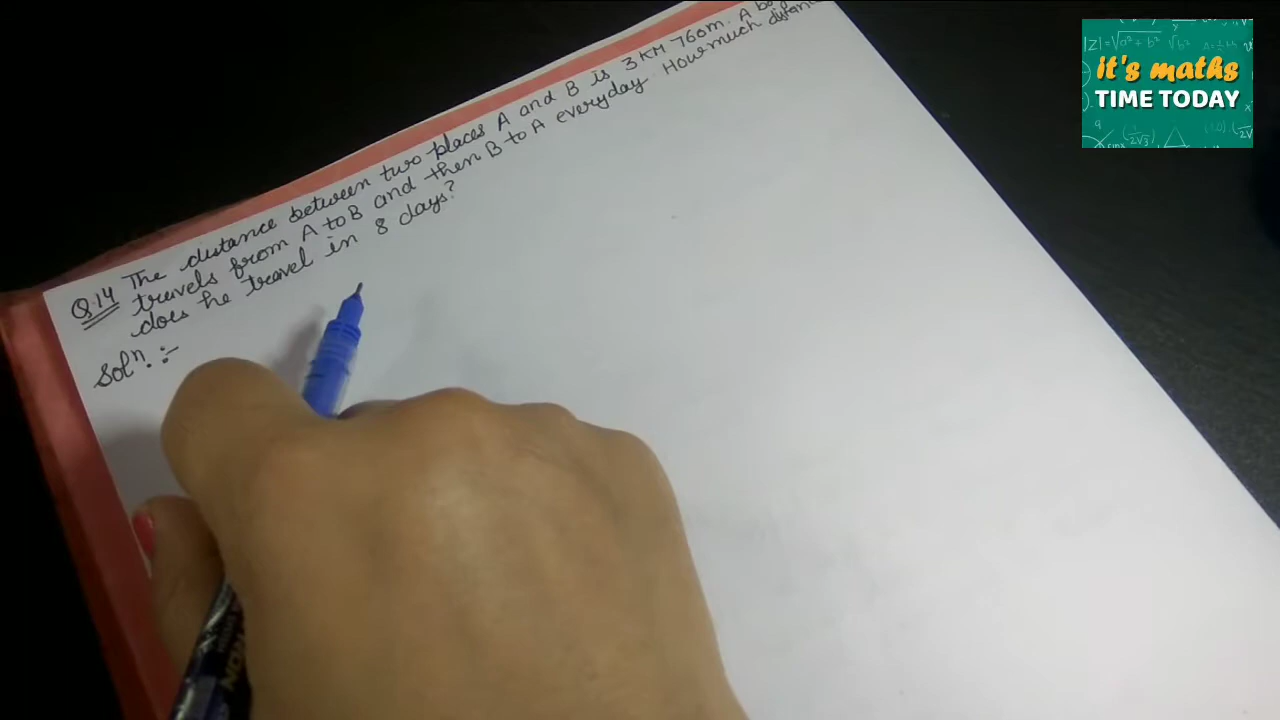 Q.14 The distance between two places A and B is 3 KM 760m. A
travels from A to B and then B to A everyday. How much
does he travel in 8 days?
Solⁿ. :-
it's maths
TIME TODAY